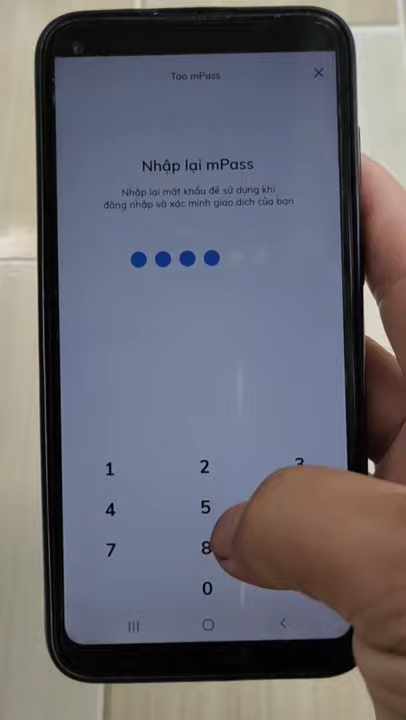 Tạo mPass
Nhập lại mPass
Nhập lại mật khẩu để sử dụng khi
đăng nhập và xác minh giao dịch của bạn
1 2 3
4 5
7 8
0